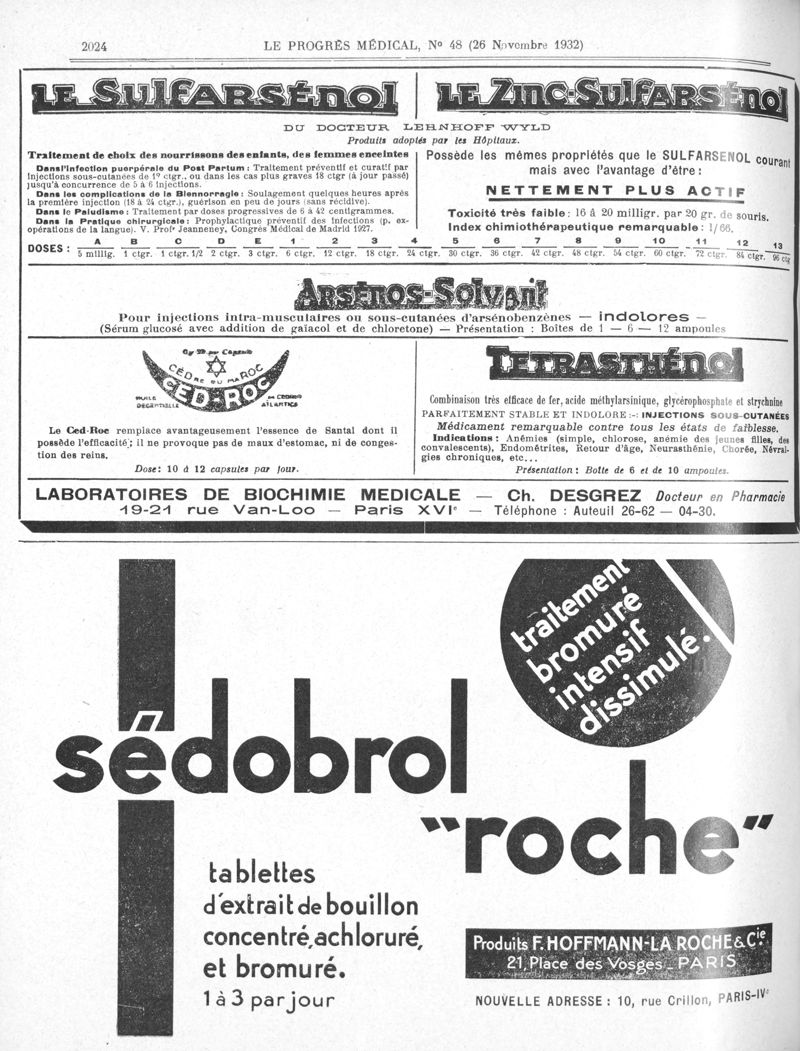 2024
LE PROGRÈS MÉDICAL, N° 48 (26 Novembre 1932)
LE SULFARSÉNOL
LE ZINC-SULFARSÉNOL
DU DOCTEUR LEHNHOFF WYLD
Produits adoptés par les Hôpitaux.
Traitement de choix des nourrissons des enfants, des femmes enceintes
Dans l'infection puerpérale du Post Partum : Traitement préventif et curatif par
injections sous-cutanées de 1° ctgr., ou dans les cas plus graves 18 ctgr (à jour passé)
jusqu'à concurrence de 5 à 6 injections.
Dans les complications de la Blennorragie : Soulagement quelques heures après
la première injection (18 à 24 ctgr.), guérison en peu de jours (sans récidive).
Dans le Paludisme : Traitement par doses progressives de 6 à 42 centigrammes.
Dans la Pratique chirurgicale : Prophylactique préventif des infections (p. ex-
opérations de la langue). V. Prof Jeanneney, Congrès Médical de Madrid 1927.
Possède les mêmes propriétés que le SULFARSENOL courant
mais avec l'avantage d'être :
NETTEMENT PLUS ACTIF
Toxicité très faible : 16 à 20 milligr. par 20 gr. de souris.
Index chimiothérapeutique remarquable : 1/66.
DOSES : A B C D E 1 2 3 4 5 6 7 8 9 10 11 12 13
5 millig. 1 ctgr. 1 ctgr. 1/2 2 ctgr. 3 ctgr. 6 ctgr. 12 ctgr. 18 ctgr. 24 ctgr. 30 ctgr. 36 ctgr. 42 ctgr. 48 ctgr. 54 ctgr. 60 ctgr. 72 ctgr. 84 ctgr. 96 ctg
ARSÉNOS-SOLVANT
Pour injections intra-musculaires ou sous-cutanées d'arsénobenzènes — indolores —
(Sérum glucosé avec addition de gaïacol et de chloretone) — Présentation : Boîtes de 1 — 6 — 12 ampoules
CÈDRE DU MAROC
CED-ROC
HUILE
ESSENTIELLE
de CEDRUS
ATLANTICA
Le Ced-Roc remplace avantageusement l'essence de Santal dont il
possède l'efficacité ; il ne provoque pas de maux d'estomac, ni de conges-
tion des reins.
Dose: 10 à 12 capsules par jour.
TETRASTHÉNOL
Combinaison très efficace de fer, acide méthylarsinique, glycérophosphate et strychnine
PARFAITEMENT STABLE ET INDOLORE :-: INJECTIONS SOUS-CUTANÉES
Médicament remarquable contre tous les états de faiblesse.
Indications : Anémies (simple, chlorose, anémie des jeunes filles, des
convalescents), Endométrites, Retour d'âge, Neurasthénie, Chorée, Névral-
gies chroniques, etc...
Présentation : Boîte de 6 et de 10 ampoules.
LABORATOIRES DE BIOCHIMIE MEDICALE — Ch. DESGREZ Docteur en Pharmacie
19-21 rue Van-Loo — Paris XVIe — Téléphone : Auteuil 26-62 — 04-30.
traitement
bromuré
intensif
dissimulé.
sédobrol
"roche"
tablettes
d'extrait de bouillon
concentré, achloruré,
et bromuré.
1 à 3 par jour
Produits F. HOFFMANN-LA ROCHE & Cie.
21, Place des Vosges _ PARIS
NOUVELLE ADRESSE : 10, rue Crillon, PARIS-IVe